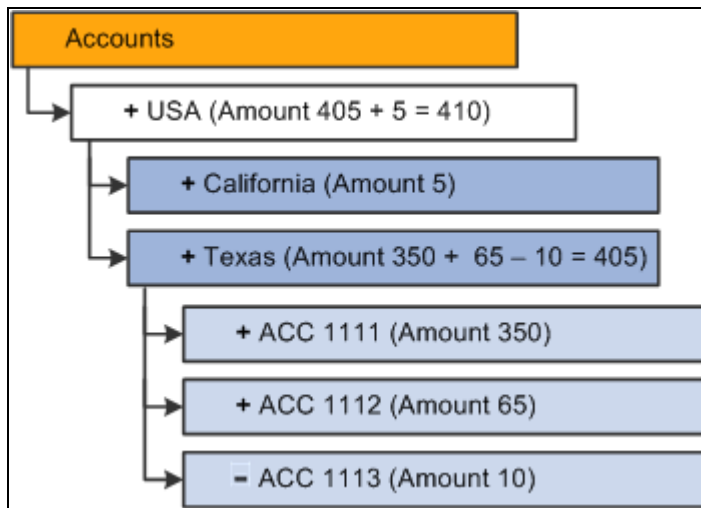 Accounts
+ USA (Amount 405 + 5 = 410)
+ California (Amount 5)
+ Texas (Amount 350 + 65 – 10 = 405)
+ ACC 1111 (Amount 350)
+ ACC 1112 (Amount 65)
- ACC 1113 (Amount 10)